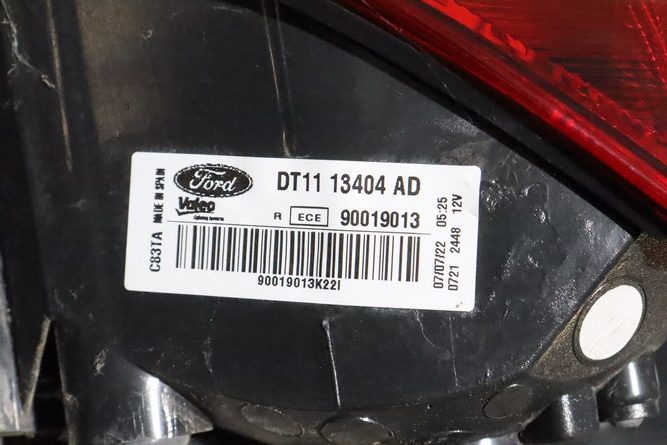 Ford
DT11 13404 AD
Valeo
R ECE 90019013
90019013K22I
C83TA MADE IN SPAIN
07/07/22 05:25
0721 2448 12V